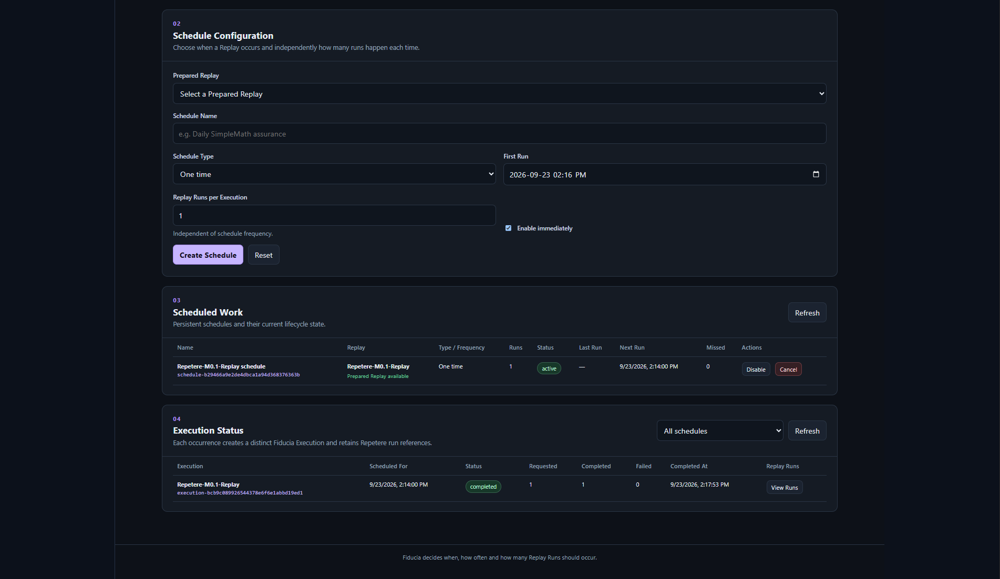 02
Schedule Configuration
Choose when a Replay occurs and independently how many runs happen each time.
Prepared Replay
Select a Prepared Replay
Schedule Name
e.g. Daily SimpleMath assurance
Schedule Type
First Run
One time
2026-09-23 02:16 PM
Replay Runs per Execution
1
Enable immediately
Independent of schedule frequency.
Create Schedule Reset
03
Scheduled Work
Persistent schedules and their current lifecycle state.
Refresh
Name Replay Type / Frequency Runs Status Last Run Next Run Missed Actions
Repetere-M0.1-Replay schedule Repetere-M0.1-Replay One time 1 active — 9/23/2026, 2:14:00 PM 0 Disable Cancel
schedule-b29466a9e2de4dbca1a94d368376363b Prepared Replay available
04
Execution Status
Each occurrence creates a distinct Fiducia Execution and retains Repetere run references.
All schedules Refresh
Execution Scheduled For Status Requested Completed Failed Completed At Replay Runs
Repetere-M0.1-Replay 9/23/2026, 2:14:00 PM completed 1 1 0 9/23/2026, 2:17:53 PM View Runs
execution-bcb9c089926544378e6f6e1abbd19ed1
Fiducia decides when, how often and how many Replay Runs should occur.